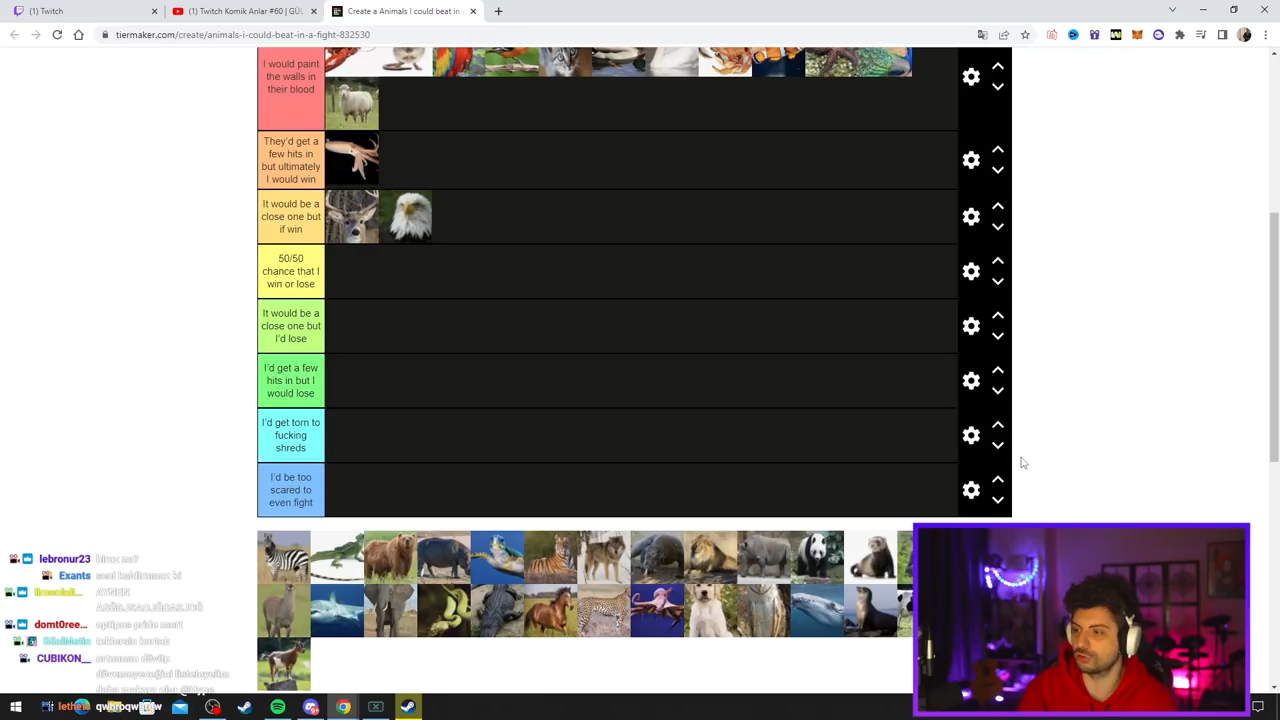 (1) Twitch
Twitch Komik Anlar #60 | GÜL
Create a Animals I could beat in a
tiermaker.com/create/animals-i-could-beat-in-a-fight-832530
I would paint
the walls in
their blood
They'd get a
few hits in
but ultimately
I would win
It would be a
close one but
if win
50/50
chance that I
win or lose
It would be a
close one but
I'd lose
I'd get a few
hits in but I
would lose
I'd get torn to
fucking
shreds
I'd be too
scared to
even fight
lebronur23
Exants
AYNEN
domt0ree...
CUBIKON__